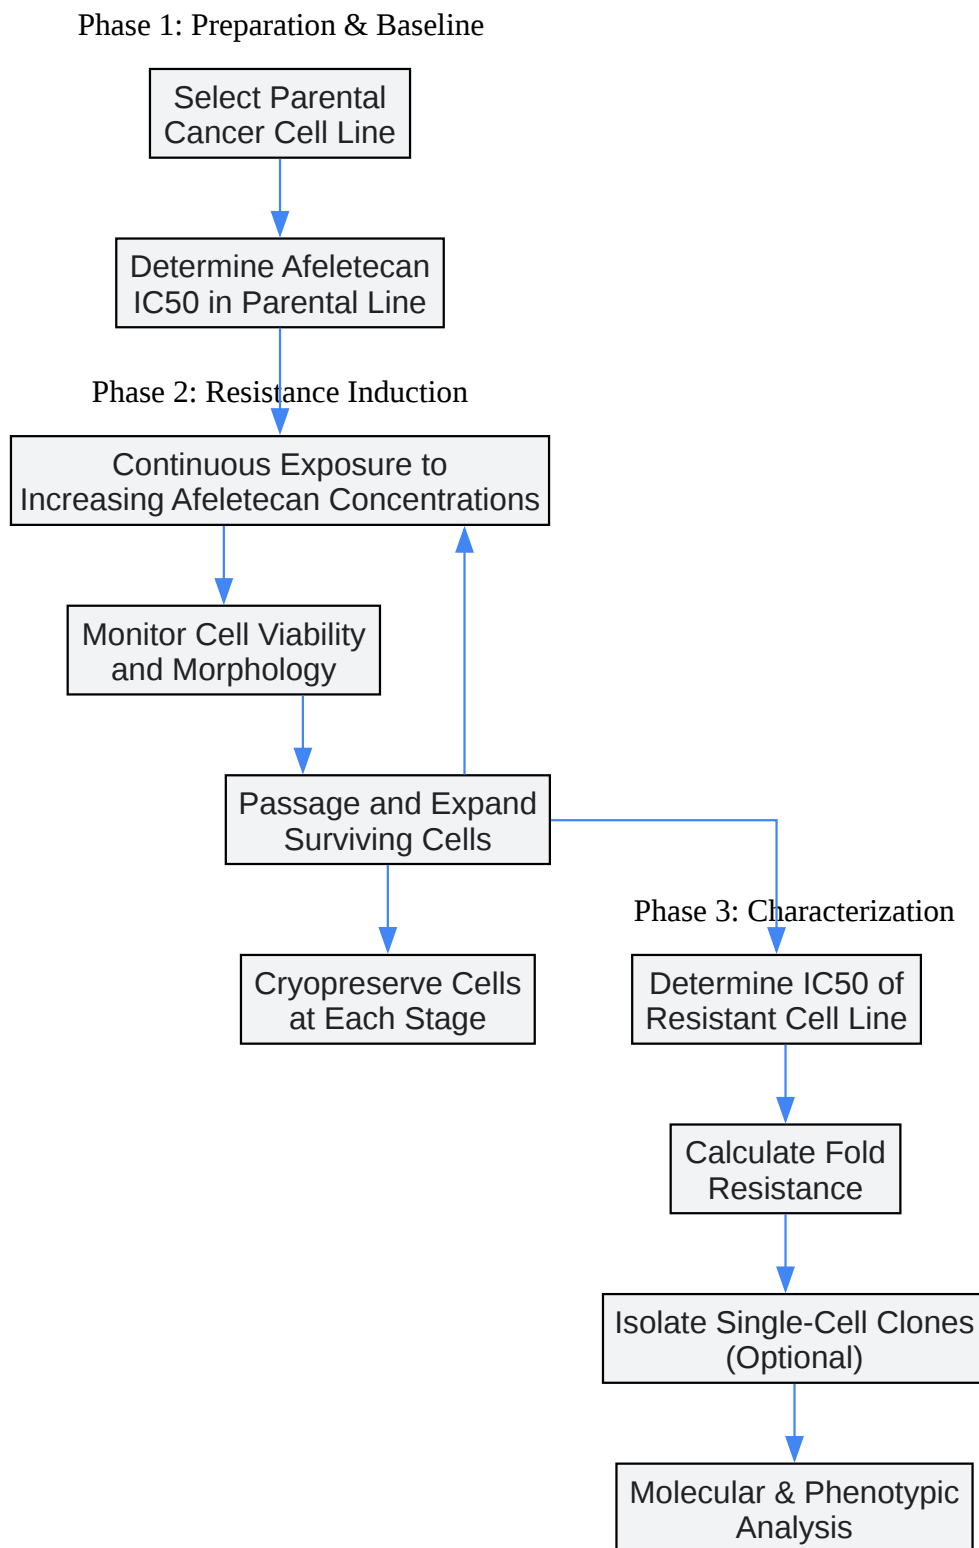 Phase 1: Preparation & Baseline
Select Parental
Cancer Cell Line
Determine Afeletecan
IC50 in Parental Line
Phase 2: Resistance Induction
Continuous Exposure to
Increasing Afeletecan Concentrations
Monitor Cell Viability
and Morphology
Passage and Expand
Surviving Cells
Cryopreserve Cells
at Each Stage
Phase 3: Characterization
Determine IC50 of
Resistant Cell Line
Calculate Fold
Resistance
Isolate Single-Cell Clones
(Optional)
Molecular & Phenotypic
Analysis